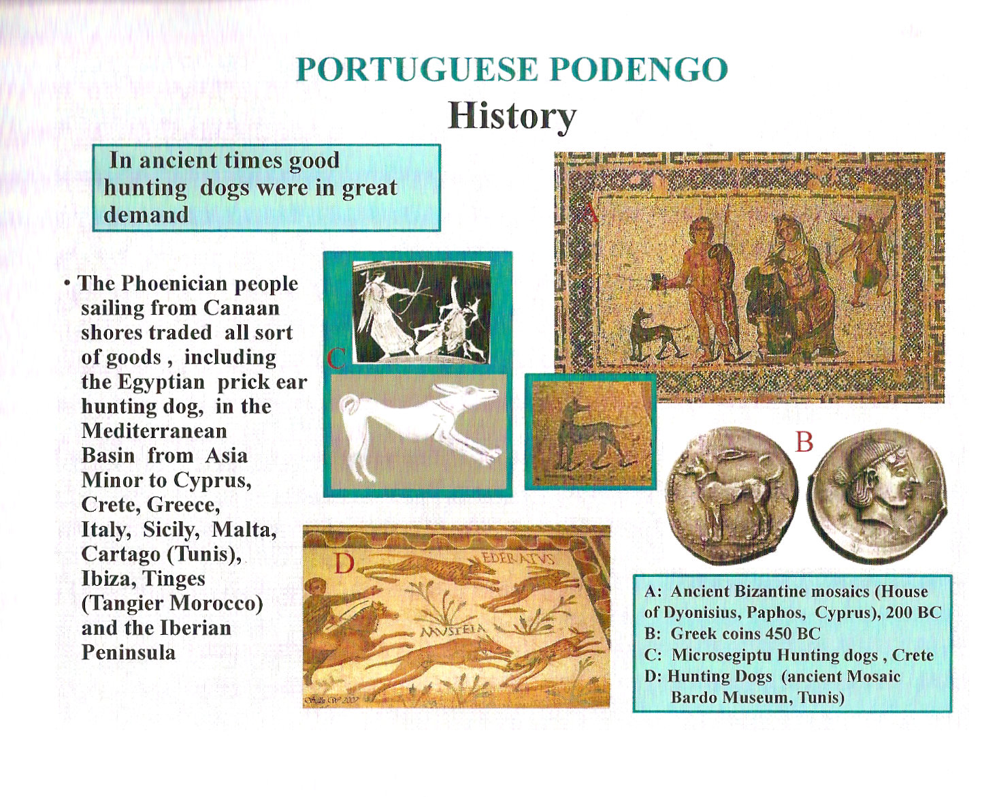 PORTUGUESE PODENGO
History
In ancient times good
hunting dogs were in great
demand
• The Phoenician people
sailing from Canaan
shores traded all sort
of goods , including
the Egyptian prick ear
hunting dog, in the
Mediterranean
Basin from Asia
Minor to Cyprus,
Crete, Greece,
Italy, Sicily, Malta,
Cartago (Tunis),
Ibiza, Tinges
(Tangier Morocco)
and the Iberian
Peninsula
A
C
B
D
EDERATVS
MVSTELA
Sally W 2007
A: Ancient Bizantine mosaics (House
of Dyonisius, Paphos, Cyprus), 200 BC
B: Greek coins 450 BC
C: Microsegiptu Hunting dogs , Crete
D: Hunting Dogs (ancient Mosaic
Bardo Museum, Tunis)